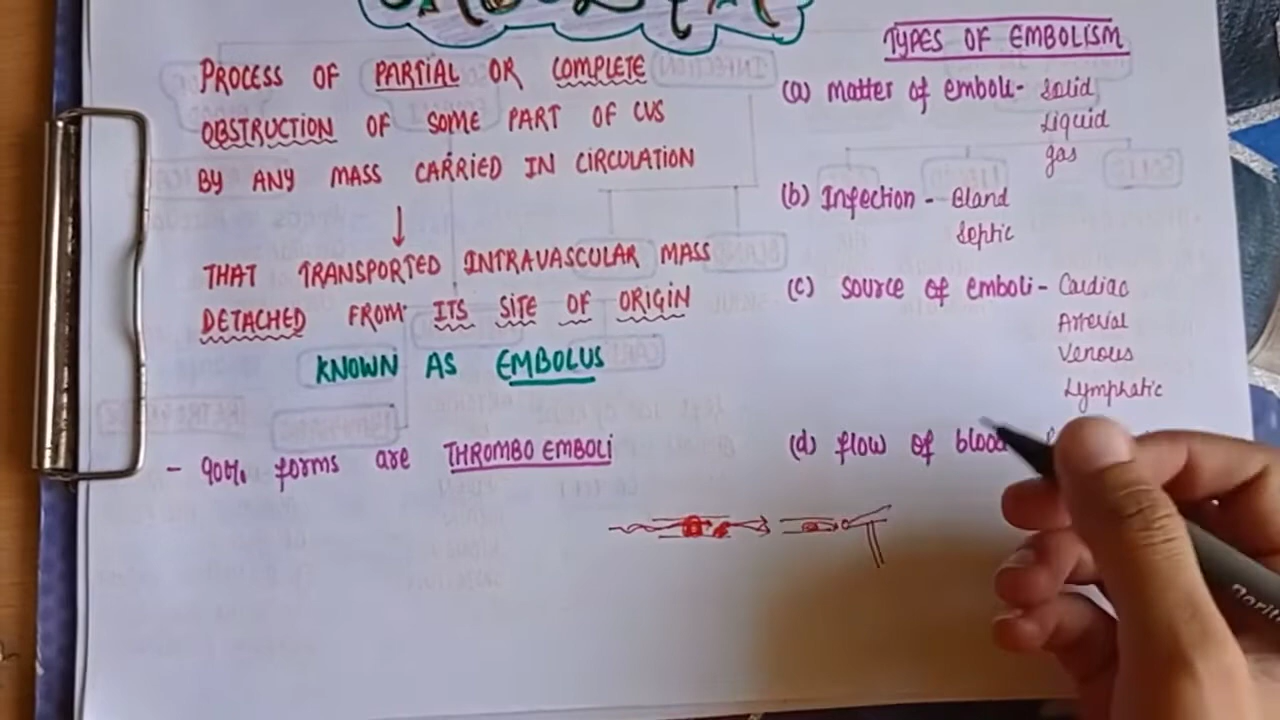 PROCESS OF PARTIAL OR COMPLETE
OBSTRUCTION OF SOME PART OF CVS
BY ANY MASS CARRIED IN CIRCULATION
↓
THAT TRANSPORTED INTRAVASCULAR MASS
DETACHED FROM ITS SITE OF ORIGIN
KNOWN AS EMBOLUS
- 90% forms are THROMBO EMBOLI
TYPES OF EMBOLISM
(a) matter of emboli- Solid
Liquid
gas
(b) Infection - Bland
Septic
(c) source of emboli- Cardiac
Arterial
Venous
Lymphatic
(d) flow of blood